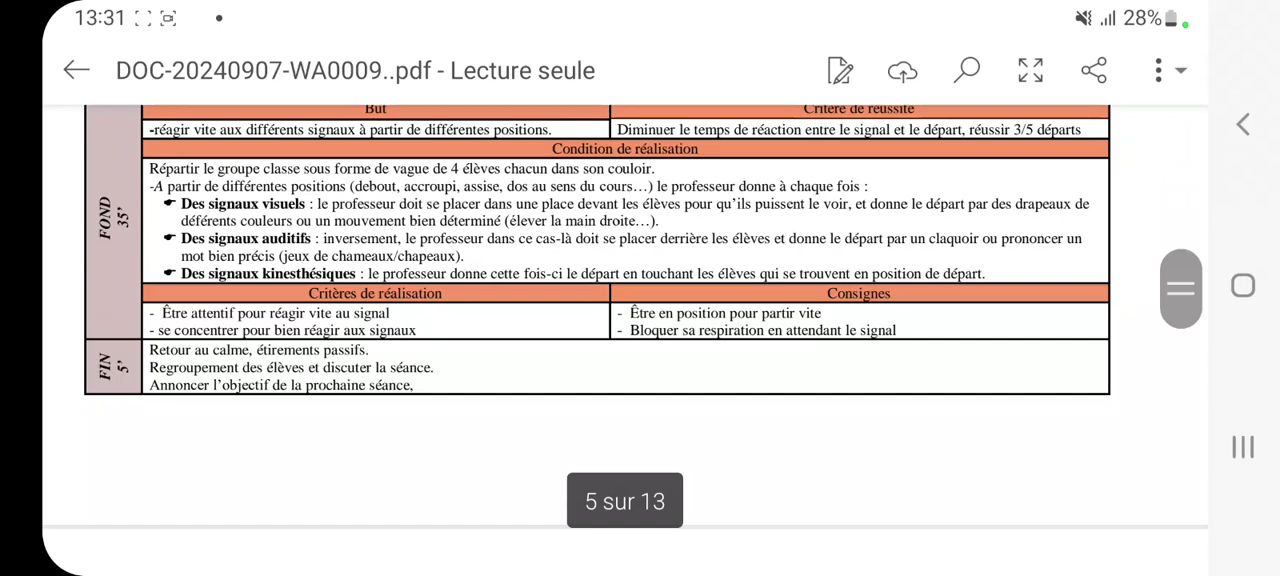 13:31
28%
DOC-20240907-WA0009..pdf - Lecture seule
But
Critère de réussite
-réagir vite aux différents signaux à partir de différentes positions.
Diminuer le temps de réaction entre le signal et le départ, réussir 3/5 départs
Condition de réalisation
FOND
35'
Répartir le groupe classe sous forme de vague de 4 élèves chacun dans son couloir.
-A partir de différentes positions (debout, accroupi, assise, dos au sens du cours…) le professeur donne à chaque fois :
Des signaux visuels : le professeur doit se placer dans une place devant les élèves pour qu'ils puissent le voir, et donne le départ par des drapeaux de
déférents couleurs ou un mouvement bien déterminé (élever la main droite…).
Des signaux auditifs : inversement, le professeur dans ce cas-là doit se placer derrière les élèves et donne le départ par un claquoir ou prononcer un
mot bien précis (jeux de chameaux/chapeaux).
Des signaux kinesthésiques : le professeur donne cette fois-ci le départ en touchant les élèves qui se trouvent en position de départ.
Critères de réalisation
Consignes
- Être attentif pour réagir vite au signal
- se concentrer pour bien réagir aux signaux
- Être en position pour partir vite
- Bloquer sa respiration en attendant le signal
FIN
5'
Retour au calme, étirements passifs.
Regroupement des élèves et discuter la séance.
Annoncer l'objectif de la prochaine séance,
5 sur 13